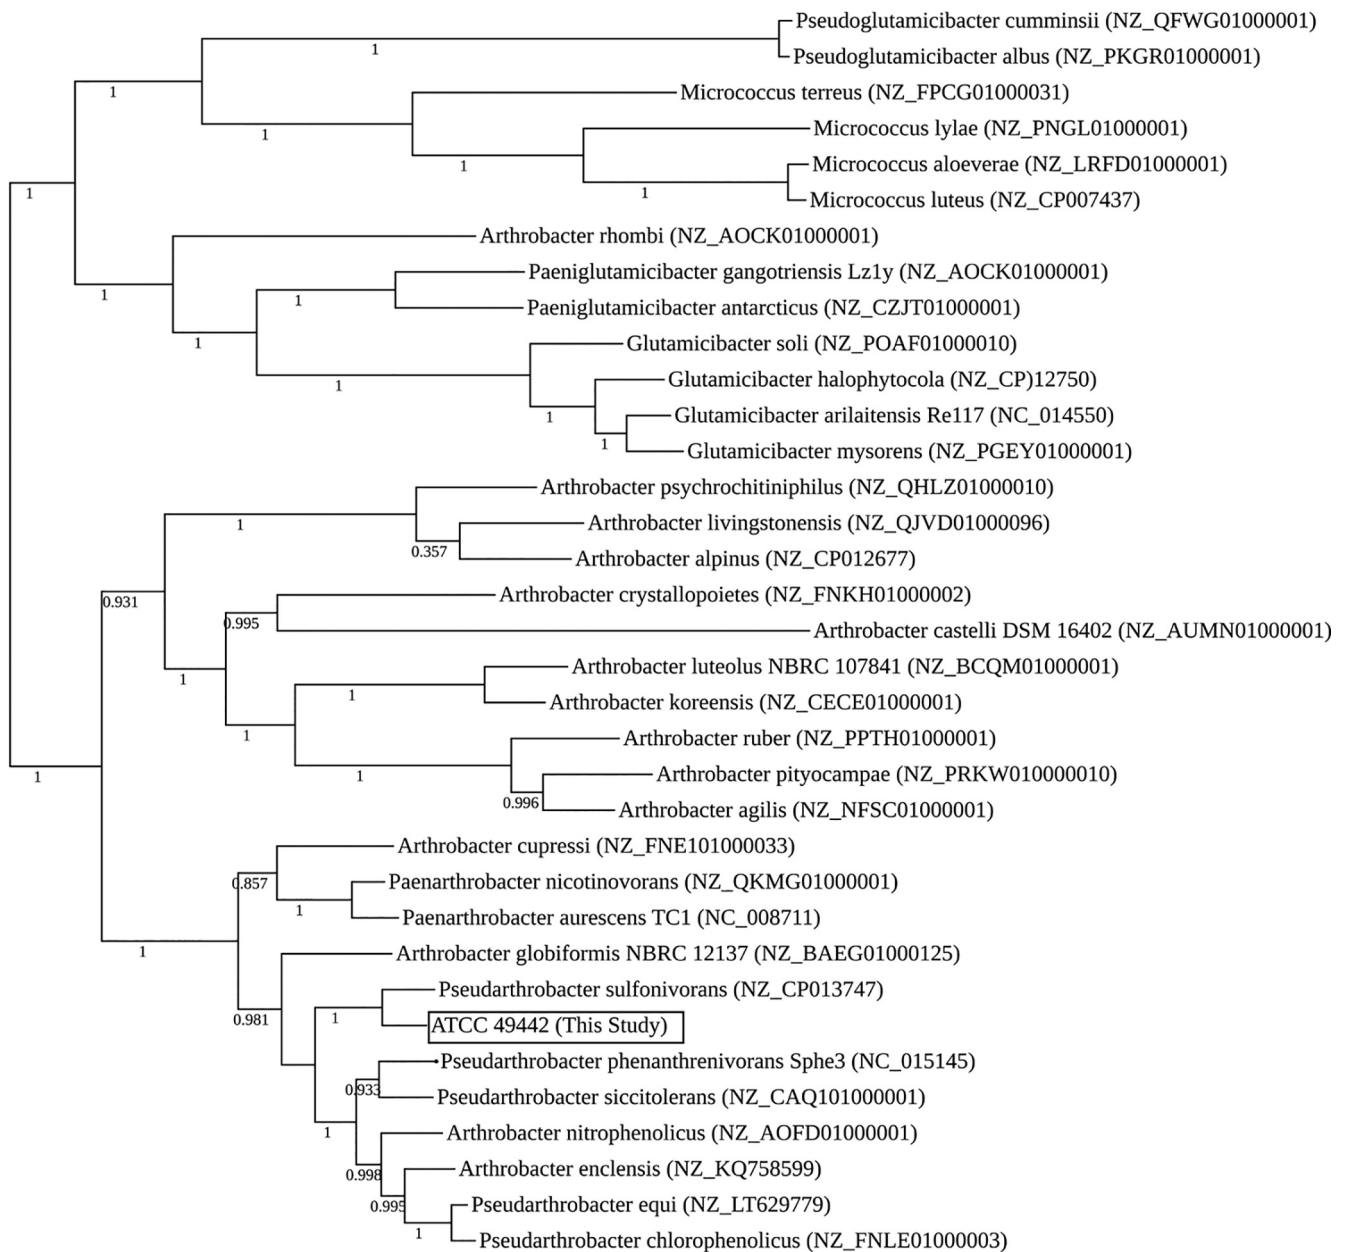 Pseudoglutamicibacter cumminsii (NZ_QFWG01000001)
1
Pseudoglutamicibacter albus (NZ_PKGR01000001)
1
Micrococcus terreus (NZ_FPCG01000031)
1
Micrococcus lylae (NZ_PNGL01000001)
1
Micrococcus aloeverae (NZ_LRFD01000001)
1
1
Micrococcus luteus (NZ_CP007437)
Arthrobacter rhombi (NZ_AOCK01000001)
Paeniglutamicibacter gangotriensis Lz1y (NZ_AOCK01000001)
1
1
Paeniglutamicibacter antarcticus (NZ_CZJT01000001)
1
Glutamicibacter soli (NZ_POAF01000010)
Glutamicibacter halophytocola (NZ_CP)12750)
1
Glutamicibacter arilaitensis Re117 (NC_014550)
1
1
Glutamicibacter mysorens (NZ_PGEY01000001)
Arthrobacter psychrochitiniphilus (NZ_QHLZ01000010)
1
Arthrobacter livingstonensis (NZ_QJVD01000096)
0.357
Arthrobacter alpinus (NZ_CP012677)
Arthrobacter crystallopoietes (NZ_FNKH01000002)
0.931
0.995
Arthrobacter castelli DSM 16402 (NZ_AUMN01000001)
Arthrobacter luteolus NBRC 107841 (NZ_BCQM01000001)
1
1
Arthrobacter koreensis (NZ_CECE01000001)
1
Arthrobacter ruber (NZ_PPTH01000001)
1
1
Arthrobacter pityocampae (NZ_PRKW010000010)
0.996
Arthrobacter agilis (NZ_NFSC01000001)
Arthrobacter cupressi (NZ_FNE101000033)
0.857
Paenarthrobacter nicotinovorans (NZ_QKMG01000001)
1
Paenarthrobacter aurescens TC1 (NC_008711)
1
Arthrobacter globiformis NBRC 12137 (NZ_BAEG01000125)
Pseudarthrobacter sulfonivorans (NZ_CP013747)
0.981
1
ATCC 49442 (This Study)
Pseudarthrobacter phenanthrenivorans Sphe3 (NC_015145)
0.933
Pseudarthrobacter siccitolerans (NZ_CAQ101000001)
1
Arthrobacter nitrophenolicus (NZ_AOFD01000001)
0.998
Arthrobacter enclensis (NZ_KQ758599)
0.995
Pseudarthrobacter equi (NZ_LT629779)
1
Pseudarthrobacter chlorophenolicus (NZ_FNLE01000003)